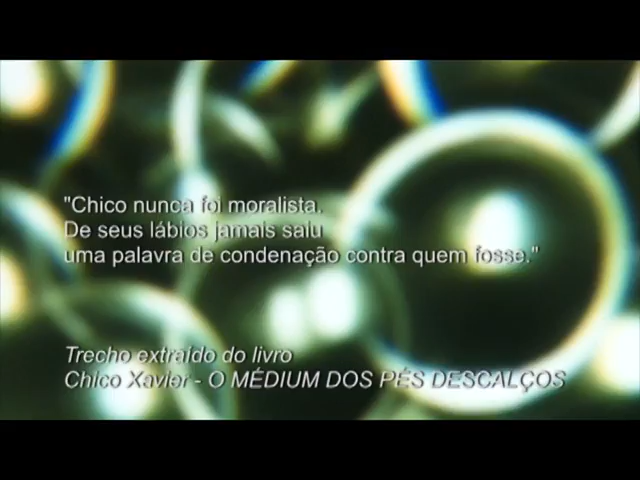 "Chico nunca foi moralista.
De seus lábios jamais saiu
uma palavra de condenação contra quem fosse."
Trecho extraído do livro
Chico Xavier - O MÉDIUM DOS PÉS DESCALÇOS